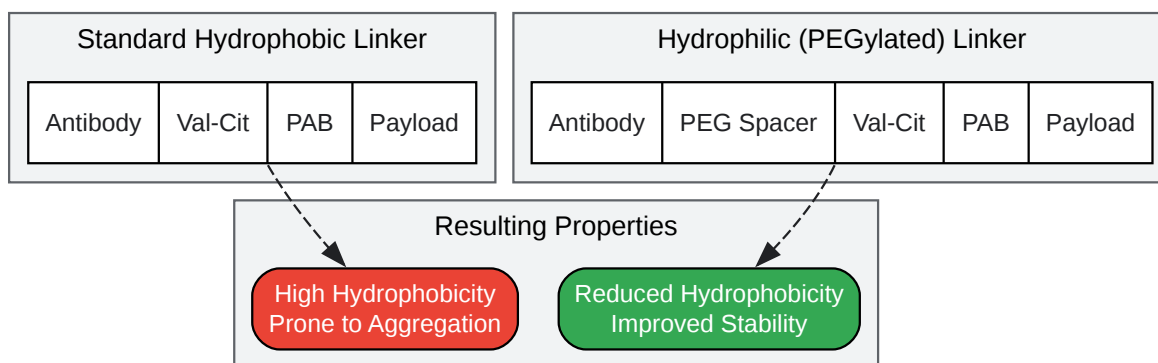 Standard Hydrophobic Linker
Antibody Val-Cit PAB Payload
Hydrophilic (PEGylated) Linker
Antibody PEG Spacer Val-Cit PAB Payload
Resulting Properties
High Hydrophobicity
Prone to Aggregation
Reduced Hydrophobicity
Improved Stability